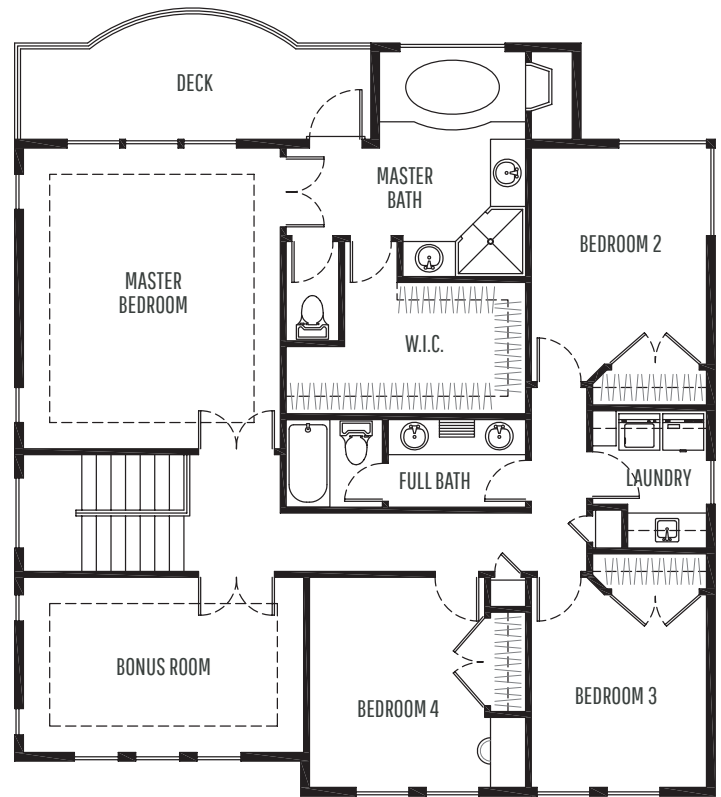 DECK
MASTER
BATH
BEDROOM 2
MASTER
BEDROOM
W.I.C.
FULL BATH
LAUNDRY
BONUS ROOM
BEDROOM 4
BEDROOM 3